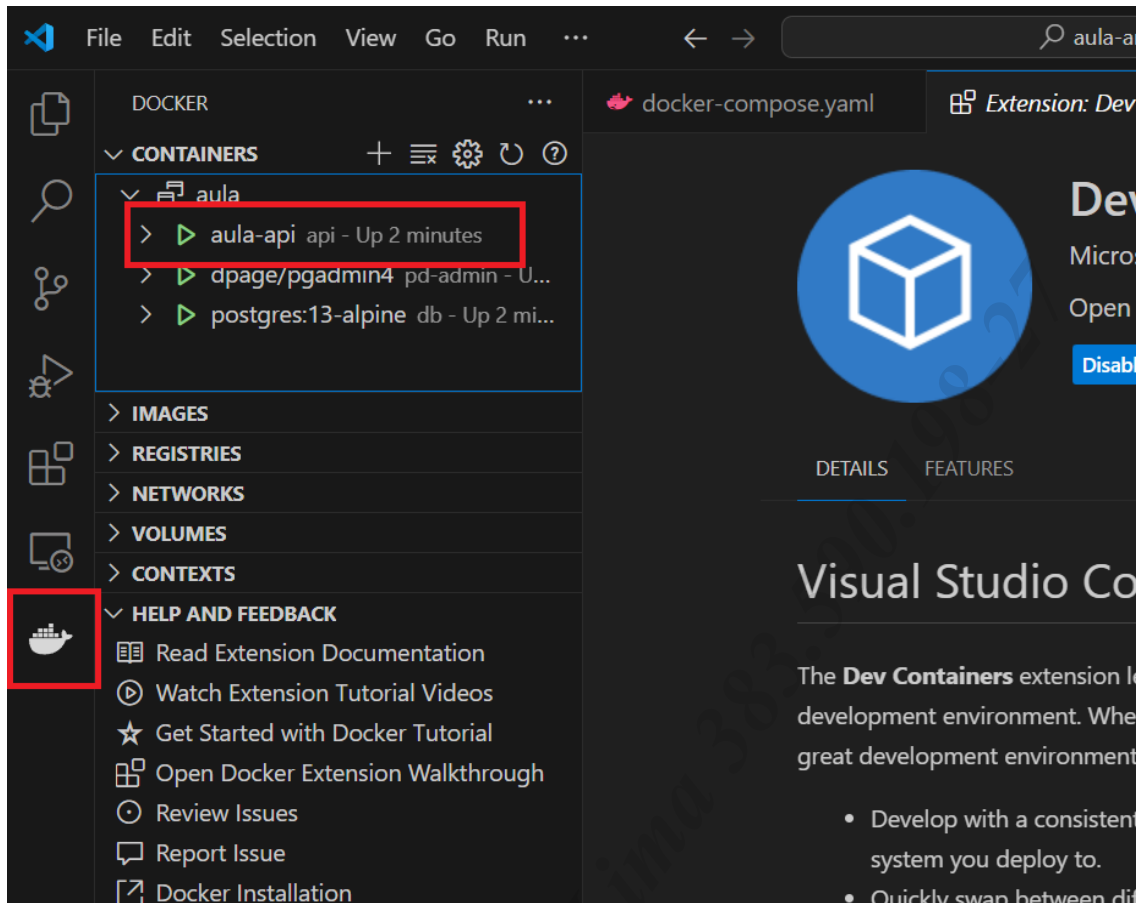 File Edit Selection View Go Run ...
aula-a
DOCKER
CONTAINERS
aula
aula-api api - Up 2 minutes
dpage/pgadmin4 pd-admin - U...
postgres:13-alpine db - Up 2 mi...
IMAGES
REGISTRIES
NETWORKS
VOLUMES
CONTEXTS
HELP AND FEEDBACK
Read Extension Documentation
Watch Extension Tutorial Videos
Get Started with Docker Tutorial
Open Docker Extension Walkthrough
Review Issues
Report Issue
Docker Installation
docker-compose.yaml
Extension: Dev
Dev
Micros
Open
Disabl
DETAILS FEATURES
Visual Studio Co
The Dev Containers extension le
development environment. Whe
great development environment
• Develop with a consistent
system you deploy to.
• Quickly swap between dif